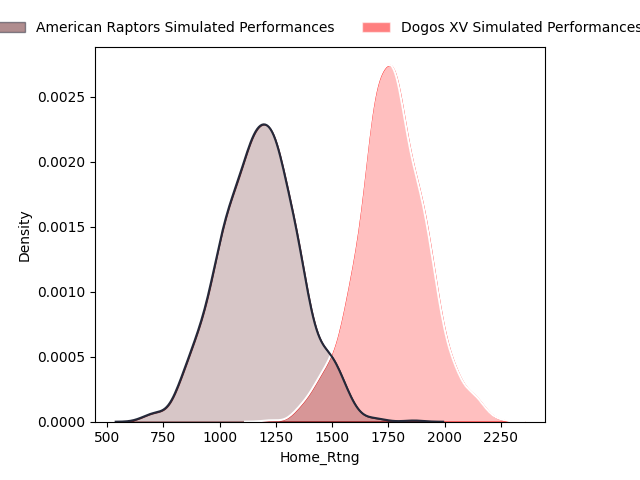 American Raptors Simulated Performances Dogos XV Simulated Performances
0.0025
0.0020
0.0015
0.0010
0.0005
0.0000
Density
500 750 1000 1250 1500 1750 2000 2250
Home_Rtng